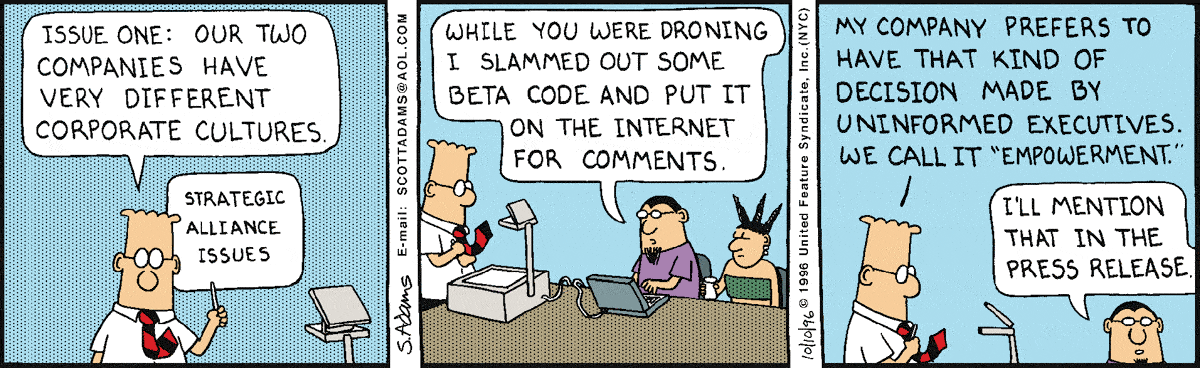 ISSUE ONE: OUR TWO
COMPANIES HAVE
VERY DIFFERENT
CORPORATE CULTURES.
STRATEGIC
ALLIANCE
ISSUES
S.Adams E-mail: SCOTTADAMS@AOL.COM
WHILE YOU WERE DRONING
I SLAMMED OUT SOME
BETA CODE AND PUT IT
ON THE INTERNET
FOR COMMENTS.
10/10/96 © 1996 United Feature Syndicate, Inc.(NYC)
MY COMPANY PREFERS TO
HAVE THAT KIND OF
DECISION MADE BY
UNINFORMED EXECUTIVES.
WE CALL IT "EMPOWERMENT."
I'LL MENTION
THAT IN THE
PRESS RELEASE.